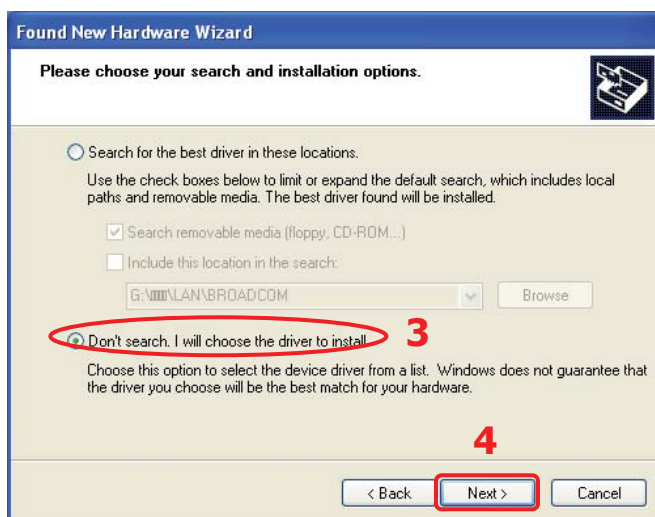 Found New Hardware Wizard
Please choose your search and installation options.
Search for the best driver in these locations.
Use the check boxes below to limit or expand the default search, which includes local
paths and removable media. The best driver found will be installed.
Search removable media (floppy, CD-ROM...)
Include this location in the search:
G:\ \LAN\BROADCOM
Browse
Don't search. I will choose the driver to install.
3
Choose this option to select the device driver from a list. Windows does not guarantee that
the driver you choose will be the best match for your hardware.
4
< Back
Next >
Cancel